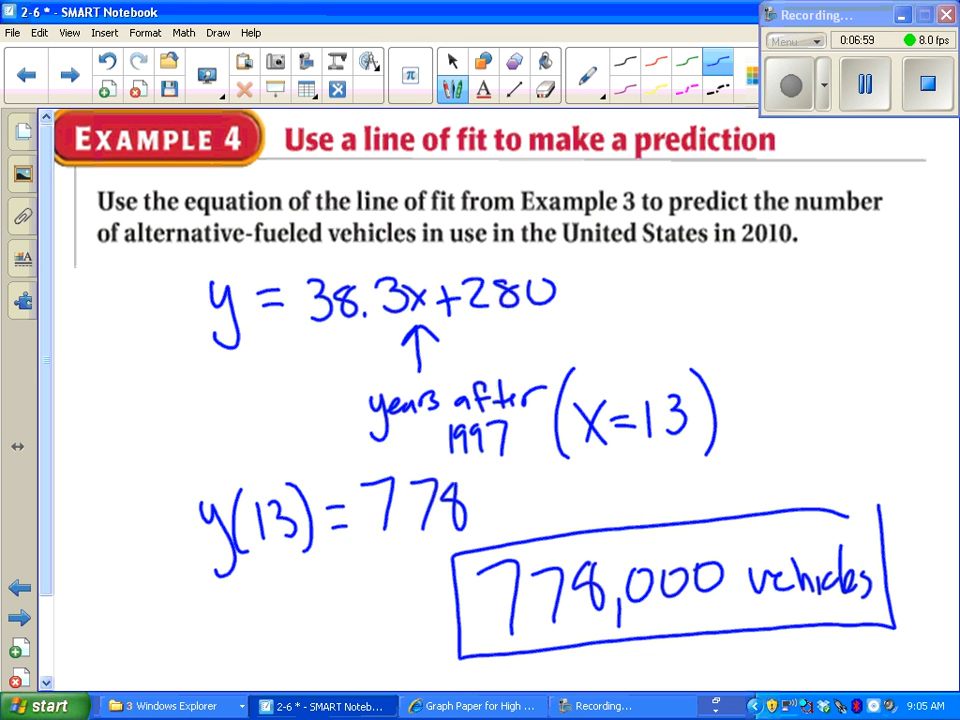 2-6 * - SMART Notebook
Recording...
File Edit View Insert Format Math Draw Help
Menu
0:06:59
8.0 fps
π
A
EXAMPLE 4 Use a line of fit to make a prediction
Use the equation of the line of fit from Example 3 to predict the number
of alternative-fueled vehicles in use in the United States in 2010.
y = 38.3x+280
years after (x=13)
1997
y(13) = 778
778,000 vehicles
start
3 Windows Explorer
2-6 * - SMART Noteb...
Graph Paper for High ...
Recording...
9:05 AM